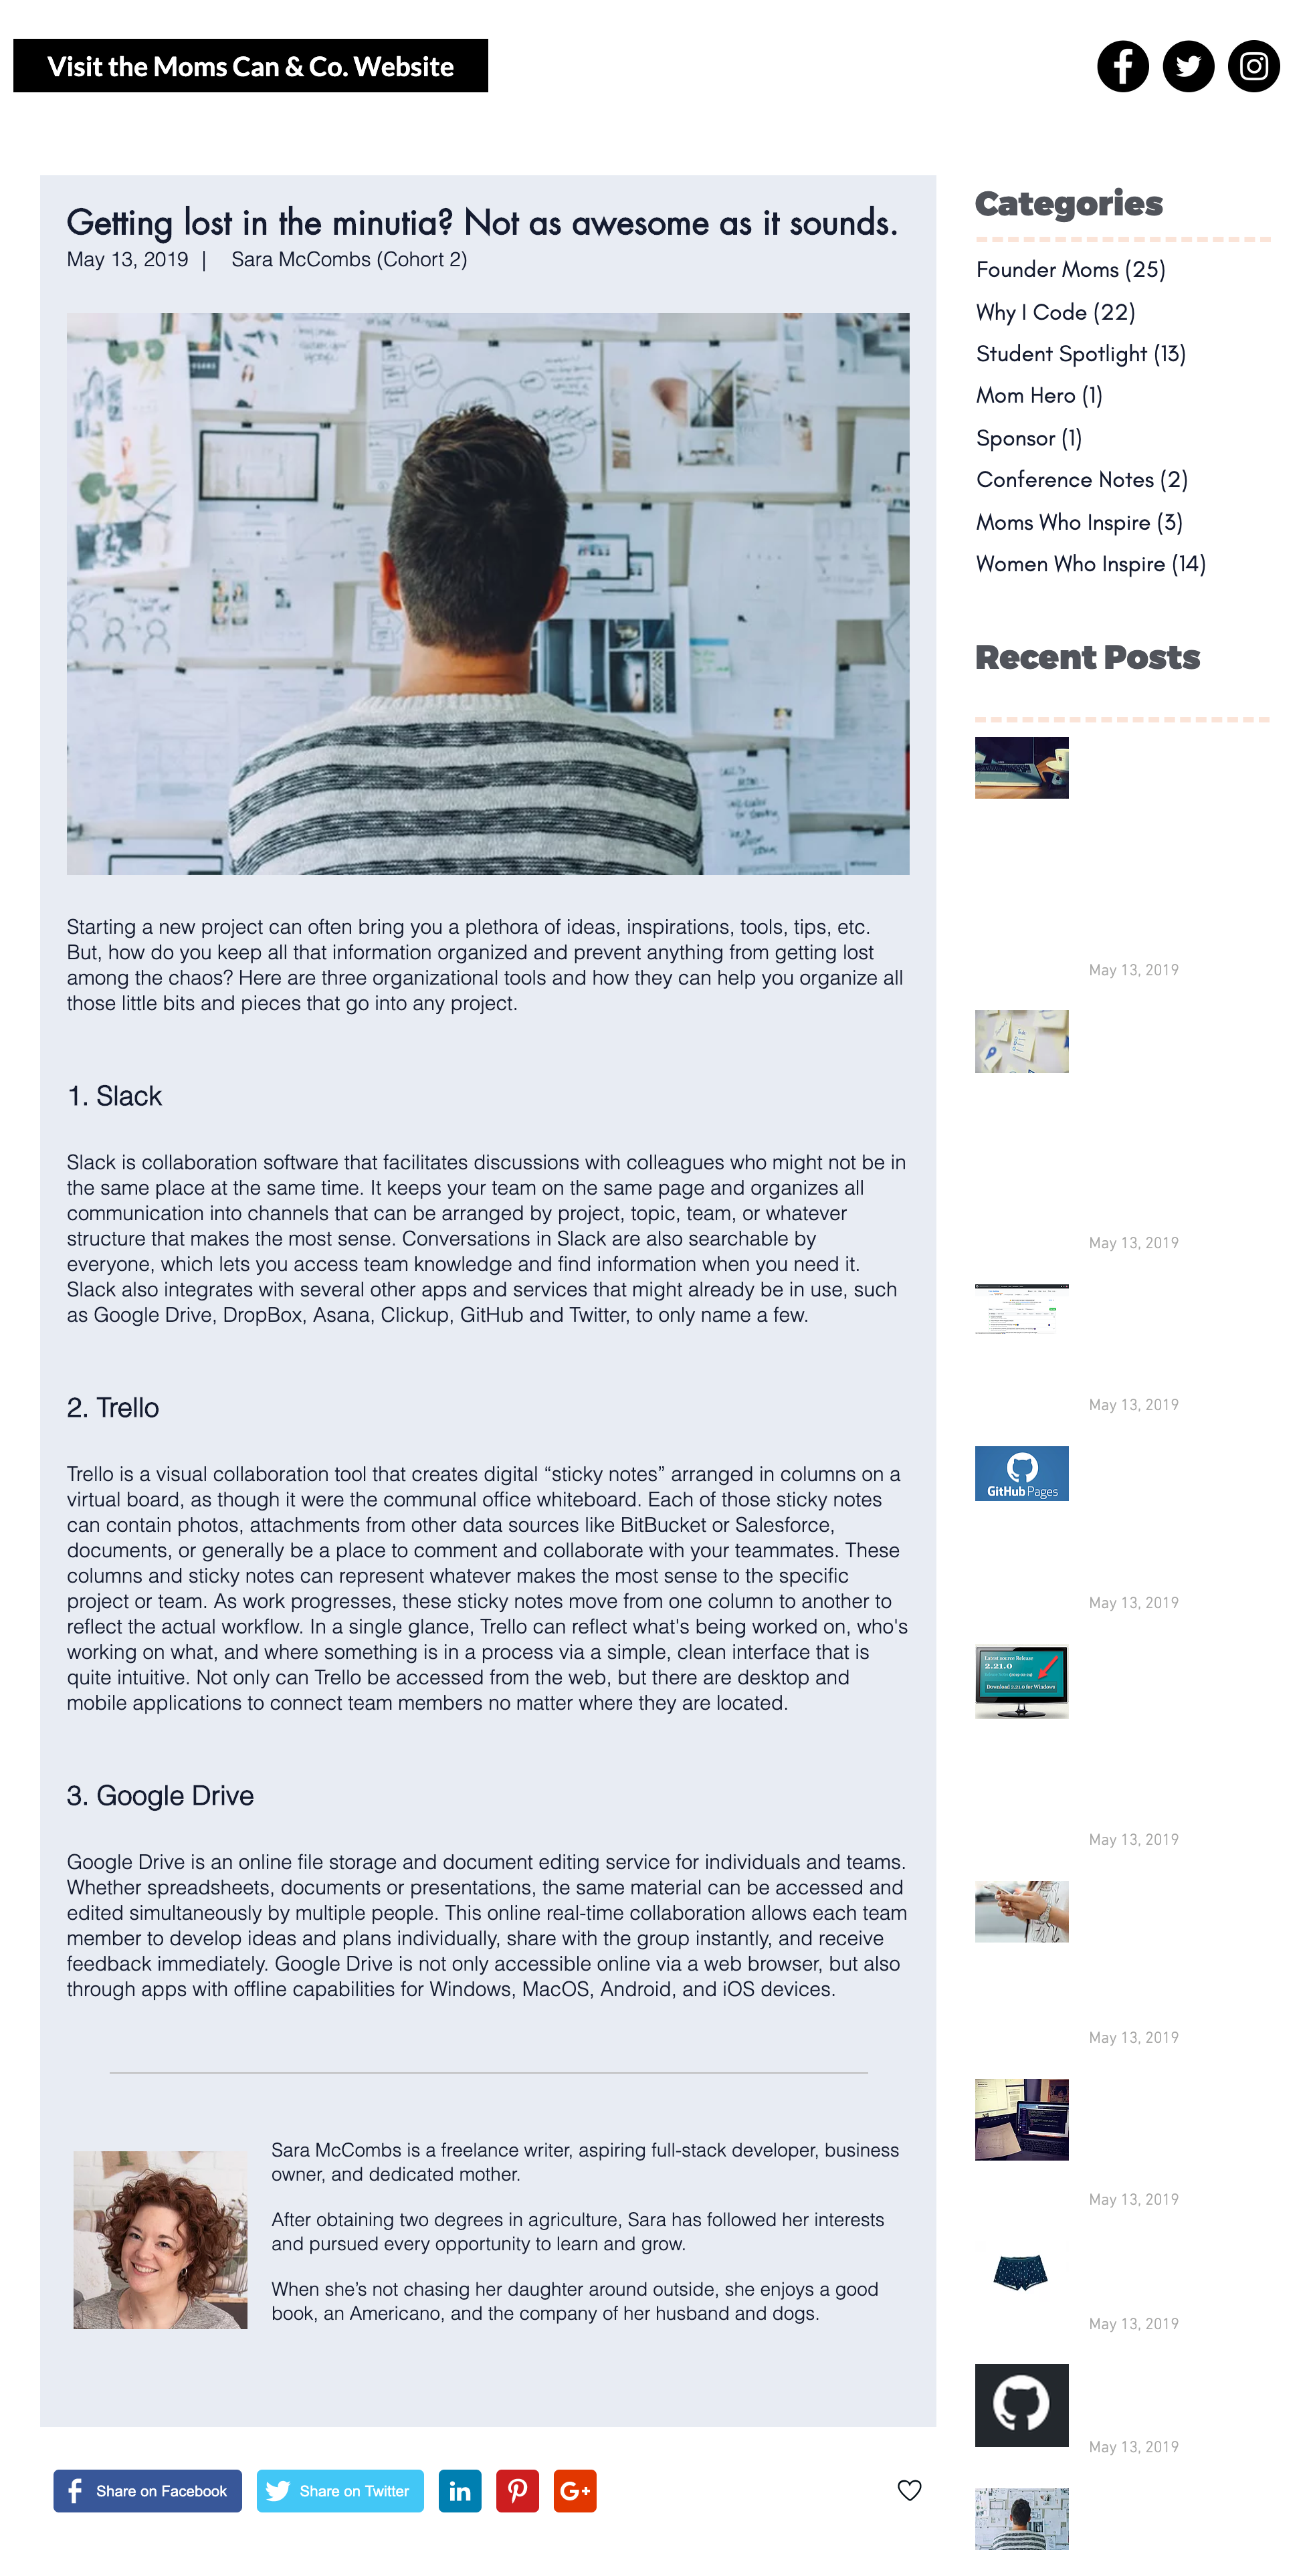 Visit the Moms Can & Co. Website
Getting lost in the minutia? Not as awesome as it sounds.
May 13, 2019 | Sara McCombs (Cohort 2)
Starting a new project can often bring you a plethora of ideas, inspirations, tools, tips, etc.
But, how do you keep all that information organized and prevent anything from getting lost
among the chaos? Here are three organizational tools and how they can help you organize all
those little bits and pieces that go into any project.
1. Slack
Slack is collaboration software that facilitates discussions with colleagues who might not be in
the same place at the same time. It keeps your team on the same page and organizes all
communication into channels that can be arranged by project, topic, team, or whatever
structure that makes the most sense. Conversations in Slack are also searchable by
everyone, which lets you access team knowledge and find information when you need it.
Slack also integrates with several other apps and services that might already be in use, such
as Google Drive, DropBox, Asana, Clickup, GitHub and Twitter, to only name a few.
2. Trello
Trello is a visual collaboration tool that creates digital “sticky notes” arranged in columns on a
virtual board, as though it were the communal office whiteboard. Each of those sticky notes
can contain photos, attachments from other data sources like BitBucket or Salesforce,
documents, or generally be a place to comment and collaborate with your teammates. These
columns and sticky notes can represent whatever makes the most sense to the specific
project or team. As work progresses, these sticky notes move from one column to another to
reflect the actual workflow. In a single glance, Trello can reflect what's being worked on, who's
working on what, and where something is in a process via a simple, clean interface that is
quite intuitive. Not only can Trello be accessed from the web, but there are desktop and
mobile applications to connect team members no matter where they are located.
3. Google Drive
Google Drive is an online file storage and document editing service for individuals and teams.
Whether spreadsheets, documents or presentations, the same material can be accessed and
edited simultaneously by multiple people. This online real-time collaboration allows each team
member to develop ideas and plans individually, share with the group instantly, and receive
feedback immediately. Google Drive is not only accessible online via a web browser, but also
through apps with offline capabilities for Windows, MacOS, Android, and iOS devices.
Sara McCombs is a freelance writer, aspiring full-stack developer, business
owner, and dedicated mother.
After obtaining two degrees in agriculture, Sara has followed her interests
and pursued every opportunity to learn and grow.
When she’s not chasing her daughter around outside, she enjoys a good
book, an Americano, and the company of her husband and dogs.
Share on Facebook
Share on Twitter
in
G+
Categories
Founder Moms (25)
Why I Code (22)
Student Spotlight (13)
Mom Hero (1)
Sponsor (1)
Conference Notes (2)
Moms Who Inspire (3)
Women Who Inspire (14)
Recent Posts
May 13, 2019
May 13, 2019
May 13, 2019
GitHub Pages
May 13, 2019
Latest source Release
2.21.0
Download 2.21.0 for Windows
May 13, 2019
May 13, 2019
May 13, 2019
May 13, 2019
May 13, 2019